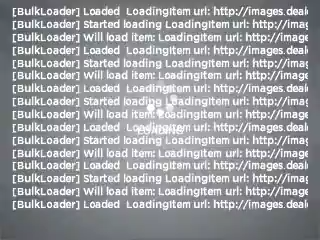 [BulkLoader] Loaded LoadingItem url: http://images.deal
[BulkLoader] Started loading LoadingItem url: http://image
[BulkLoader] Will load item: LoadingItem url: http://image
[BulkLoader] Loaded LoadingItem url: http://images.deal
[BulkLoader] Started loading LoadingItem url: http://image
[BulkLoader] Will load item: LoadingItem url: http://image
[BulkLoader] Loaded LoadingItem url: http://images.deal
[BulkLoader] Started loading LoadingItem url: http://image
[BulkLoader] Will load item: LoadingItem url: http://image
[BulkLoader] Loaded LoadingItem url: http://images.deal
[BulkLoader] Started loading LoadingItem url: http://image
[BulkLoader] Will load item: LoadingItem url: http://image
[BulkLoader] Loaded LoadingItem url: http://images.deal
[BulkLoader] Started loading LoadingItem url: http://image
[BulkLoader] Will load item: LoadingItem url: http://image
[BulkLoader] Loaded LoadingItem url: http://images.deal